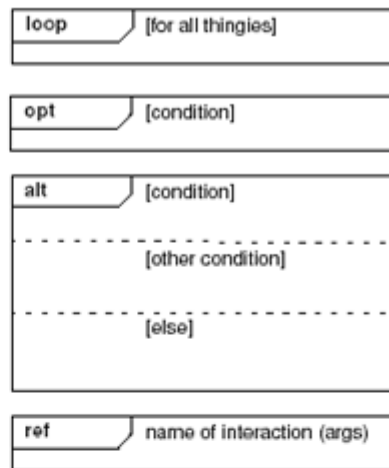 loop [for all thingies]
opt [condition]
alt [condition]
[other condition]
[else]
ref name of interaction (args)